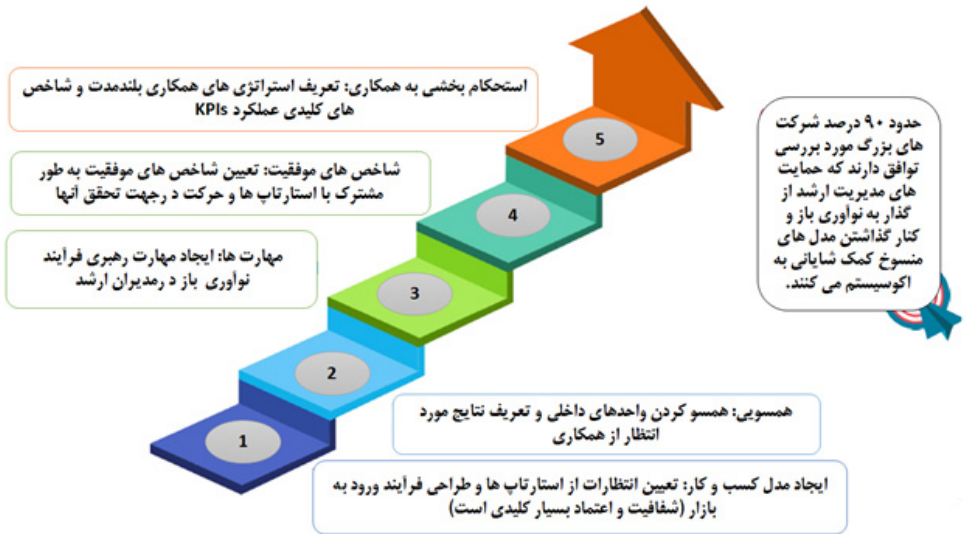 استحکام بخشی به همکاری: تعریف استراتژی های همکاری بلندمدت و شاخص
های کلیدی عملکرد KPIs
شاخص های موفقیت: تعیین شاخص های موفقیت به طور
مشترک با استارتاپ ها و حرکت د رجهت تحقق آنها
مهارت ها: ایجاد مهارت رهبری فرآیند
نوآوری باز د رمدیران ارشد
5
4
3
2
1
حدود ۹۰ درصد شرکت
های بزرگ مورد بررسی
توافق دارند که حمایت
های مدیریت ارشد از
گذار به نوآوری باز و
کنار گذاشتن مدل های
منسوخ کمک شایانی به
اکوسیستم می کنند.
همسویی: همسو کردن واحدهای داخلی و تعریف نتایج مورد
انتظار از همکاری
ایجاد مدل کسب و کار: تعیین انتظارات از استارتاپ ها و طراحی فرآیند ورود به
بازار (شفافیت و اعتماد بسیار کلیدی است)